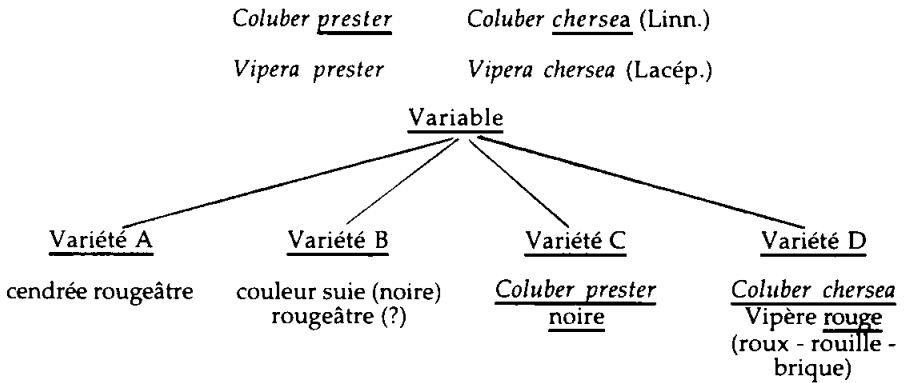 Coluber prester Coluber chersea (Linn.)
Vipera prester Vipera chersea (Lacép.)
Variable
Variété A Variété B Variété C Variété D
cendrée rougeâtre couleur suie (noire) Coluber prester Coluber chersea
rougeâtre (?) noire Vipère rouge
(roux - rouille -
brique)